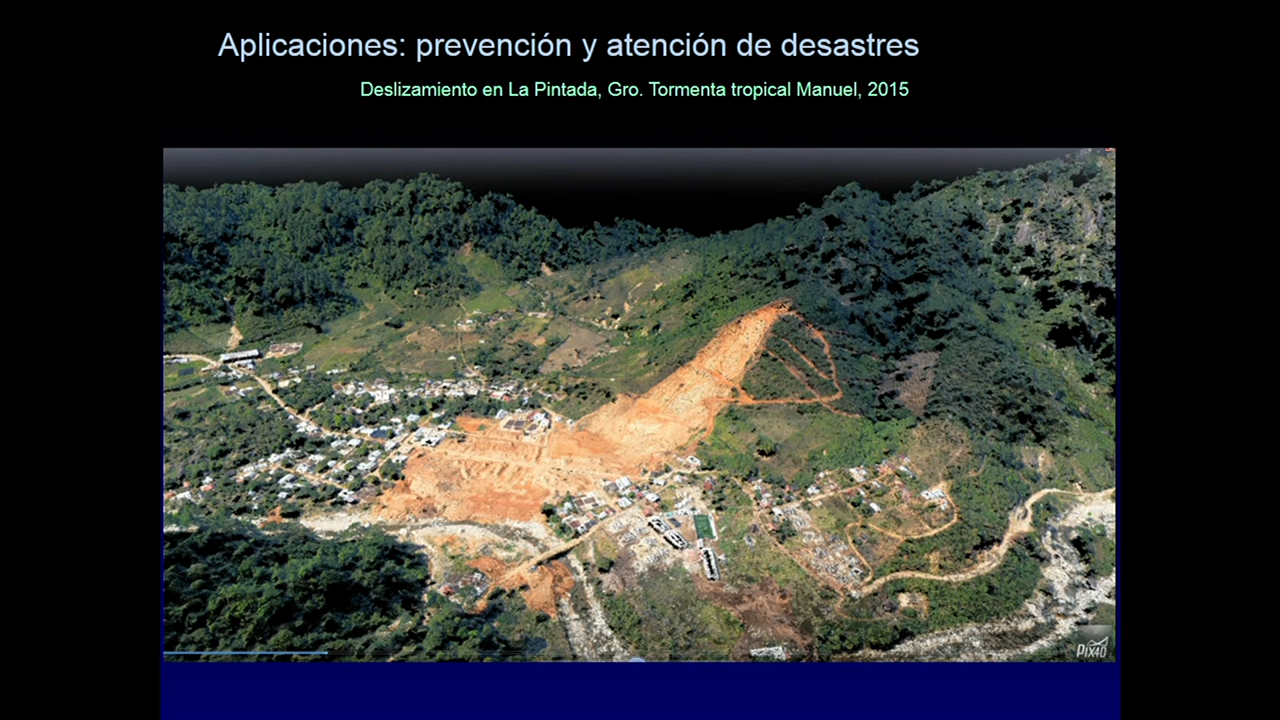 Aplicaciones: prevención y atención de desastres
Deslizamiento en La Pintada, Gro. Tormenta tropical Manuel, 2015
PIX4D